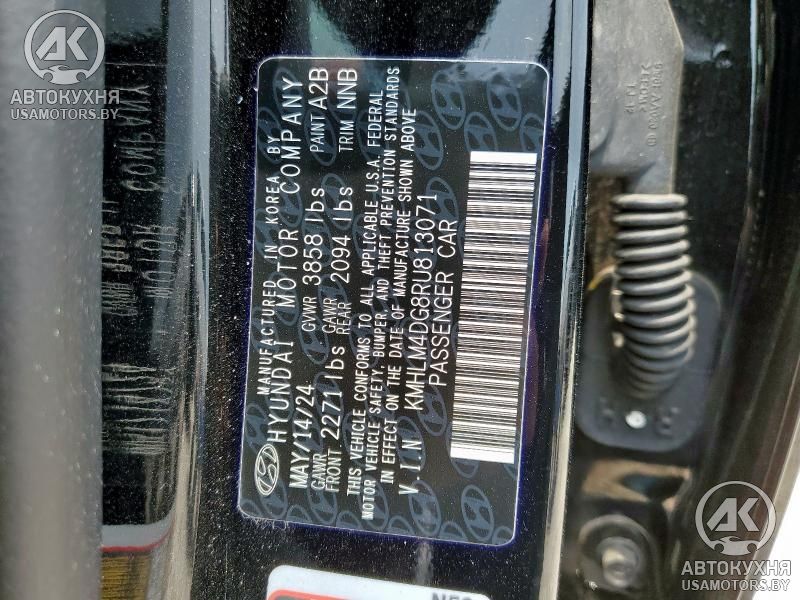 AK
АВТОКУХНЯ
USAMOTORS.BY
MANUFACTURED IN KOREA BY
HYUNDAI MOTOR COMPANY
MAY/14/24 GVWR 3858 lbs PAINT A2B
GAWR FRONT 2271 lbs GAWR REAR 2094 lbs TRIM NNB
THIS VEHICLE CONFORMS TO ALL APPLICABLE U.S.A. FEDERAL
MOTOR VEHICLE SAFETY, BUMPER, AND THEFT PREVENTION STANDARDS
IN EFFECT ON THE DATE OF MANUFACTURE SHOWN ABOVE
V.I.N KMHLM4DG8RU813071
PASSENGER CAR
AK
АВТОКУХНЯ
USAMOTORS.BY